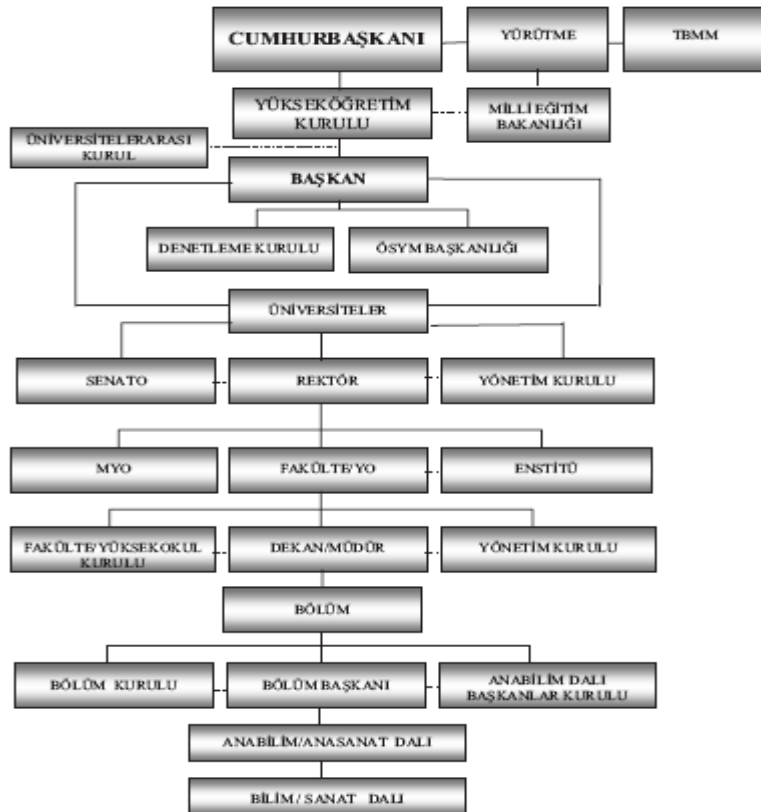 CUMHURBAŞKANI
YÜRÜTME
TBMM
YÜKSEKÖĞRETİM
KURULU
MİLLİ EĞİTİM
BAKANLIĞI
ÜNİVERSİTELERARASI
KURUL
BAŞKAN
DENETLEME KURULU
ÖSYM BAŞKANLIĞI
ÜNİVERSİTELER
SENATO
REKTÖR
YÖNETİM KURULU
MYO
FAKÜLTE/YO
ENSTİTÜ
FAKÜLTE/YÜKSEKOKUL
KURULU
DEKAN/MÜDÜR
YÖNETİM KURULU
BÖLÜM
BÖLÜM KURULU
BÖLÜM BAŞKANI
ANABİLİM DALI
BAŞKANLAR KURULU
ANABİLİM/ANASANAT DALI
BİLİM / SANAT DALI